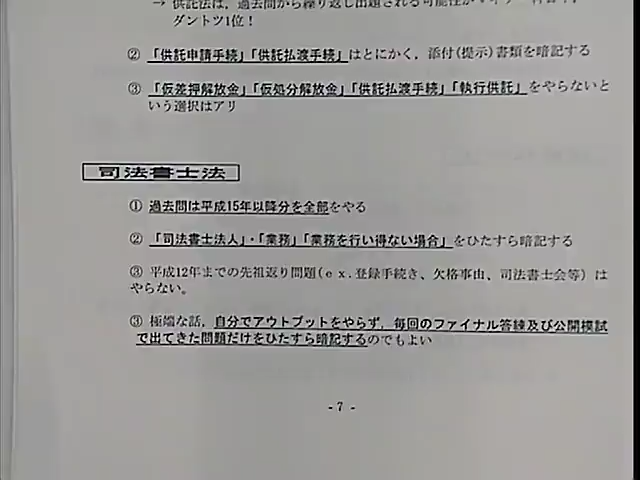 → 供託法は，過去問から繰り返し出題される可能性がマイナー科目中，
ダントツ1位！
② 「供託申請手続」「供託払渡手続」はとにかく，添付(提示)書類を暗記する
③ 「仮差押解放金」「仮処分解放金」「供託払渡手続」「執行供託」をやらないと
いう選択はアリ
司法書士法
① 過去問は平成15年以降分を全部をやる
② 「司法書士法人」・「業務」「業務を行い得ない場合」をひたすら暗記する
③ 平成12年までの先祖返り問題(ｅｘ.登録手続き、欠格事由、司法書士会等）は
やらない。
③ 極端な話，自分でアウトプットをやらず，毎回のファイナル答練及び公開模試
で出てきた問題だけをひたすら暗記するのでもよい
- 7 -